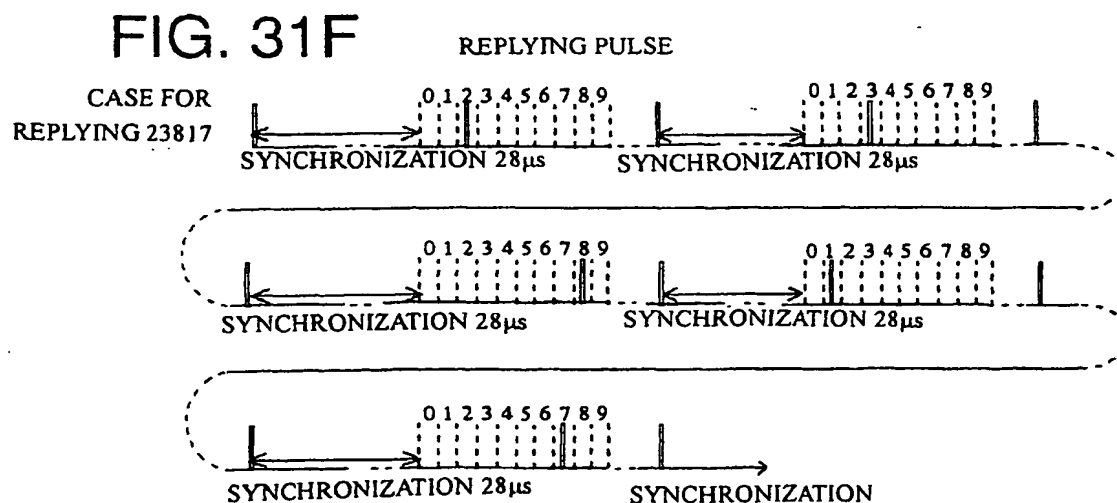 FIG. 31F
REPLYING PULSE
CASE FOR
REPLYING 23817
0 1 2 3 4 5 6 7 8 9
0 1 2 3 4 5 6 7 8 9
SYNCHRONIZATION 28µs
SYNCHRONIZATION 28µs
0 1 2 3 4 5 6 7 8 9
0 1 2 3 4 5 6 7 8 9
SYNCHRONIZATION 28µs
SYNCHRONIZATION 28µs
0 1 2 3 4 5 6 7 8 9
SYNCHRONIZATION 28µs
SYNCHRONIZATION